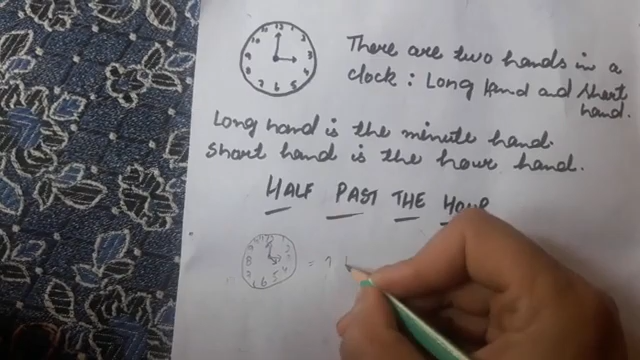 There are two hands in a
clock : Long hand and short
hand.
Long hand is the minute hand.
Short hand is the hour hand.
HALF PAST THE HOUR